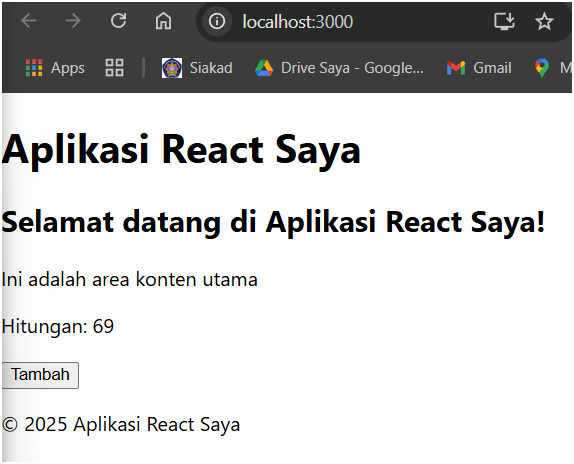 localhost:3000
Apps Siakad Drive Saya - Google... Gmail M
Aplikasi React Saya
Selamat datang di Aplikasi React Saya!
Ini adalah area konten utama
Hitungan: 69
Tambah
© 2025 Aplikasi React Saya